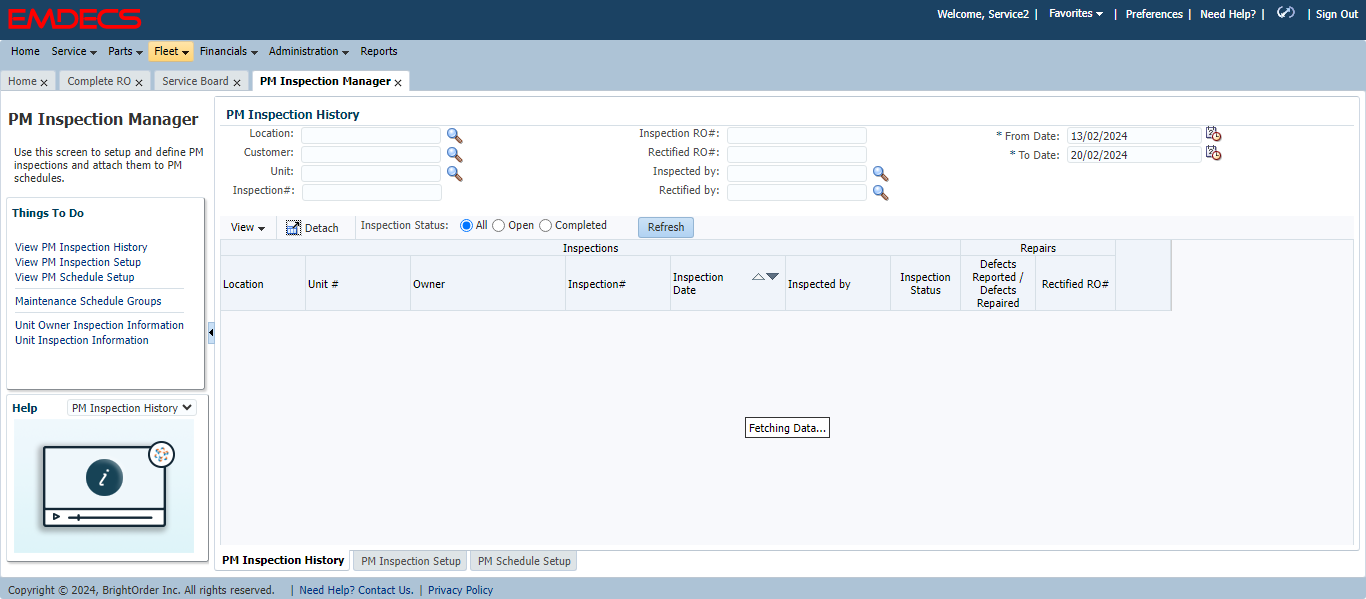 EMDECS
Welcome, Service2 | Favorites | Preferences | Need Help? | | Sign Out
Home Service Parts Fleet Financials Administration Reports
Home x Complete RO x Service Board x PM Inspection Manager x
PM Inspection Manager
Use this screen to setup and define PM
inspections and attach them to PM
schedules.
Things To Do
View PM Inspection History
View PM Inspection Setup
View PM Schedule Setup
Maintenance Schedule Groups
Unit Owner Inspection Information
Unit Inspection Information
Help PM Inspection History
i
PM Inspection History
Location: Inspection RO#: * From Date: 13/02/2024
Customer: Rectified RO#: * To Date: 20/02/2024
Unit: Inspected by:
Inspection#: Rectified by:
View Detach Inspection Status: All Open Completed Refresh
Inspections Repairs
Location Unit # Owner Inspection# Inspection Date Inspected by Inspection Status Defects Reported / Defects Repaired Rectified RO#
Fetching Data...
PM Inspection History PM Inspection Setup PM Schedule Setup
Copyright © 2024, BrightOrder Inc. All rights reserved. | Need Help? Contact Us. | Privacy Policy